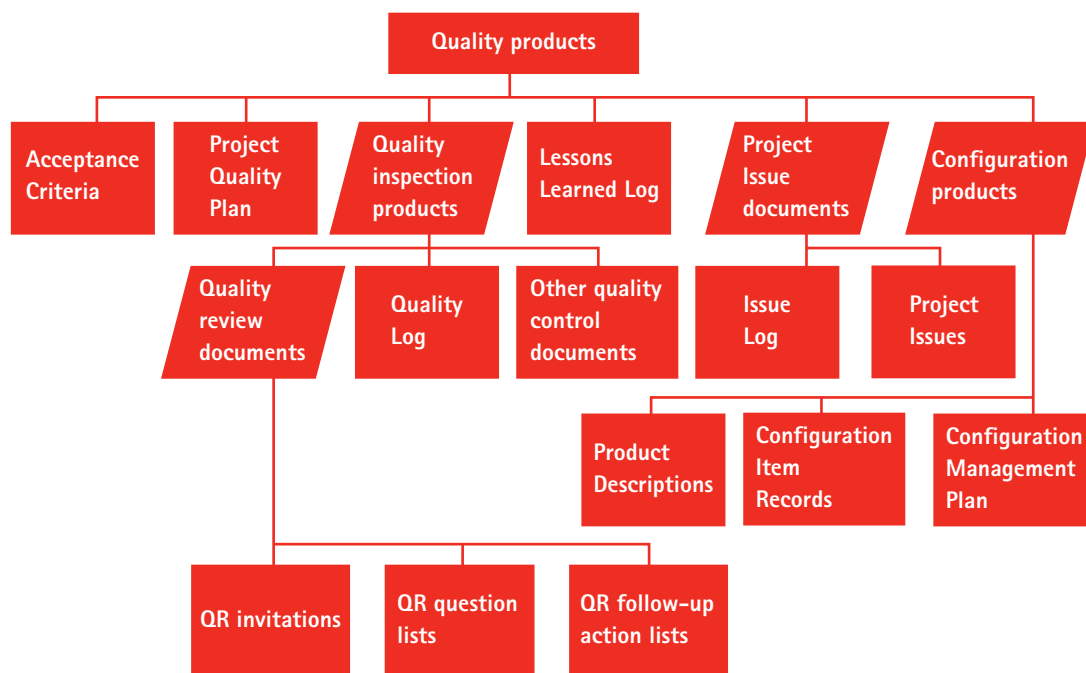 Quality products
Acceptance
Criteria
Project
Quality
Plan
Quality
inspection
products
Lessons
Learned Log
Project
Issue
documents
Configuration
products
Quality
review
documents
Quality
Log
Other quality
control
documents
Issue
Log
Project
Issues
Product
Descriptions
Configuration
Item
Records
Configuration
Management
Plan
QR invitations
QR question
lists
QR follow-up
action lists